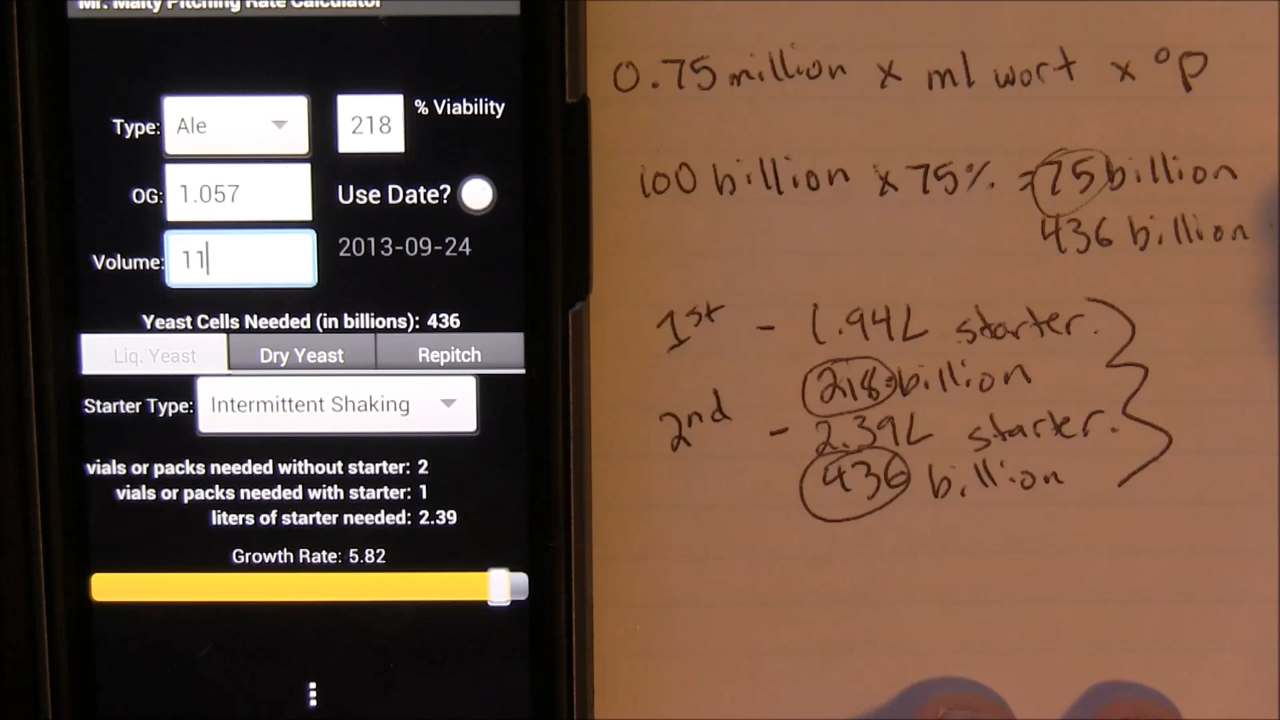 Mr. Malty Pitching Rate Calculator
Type: Ale 218 % Viability
OG: 1.057 Use Date?
Volume: 11 2013-09-24
Yeast Cells Needed (in billions): 436
Liq. Yeast Dry Yeast Repitch
Starter Type: Intermittent Shaking
vials or packs needed without starter: 2
vials or packs needed with starter: 1
liters of starter needed: 2.39
Growth Rate: 5.82
0.75 million x ml wort x °P
100 billion x 75% = 75 billion
436 billion
1st - 1.94L starter.
218 billion
2nd - 2.39L starter.
436 billion